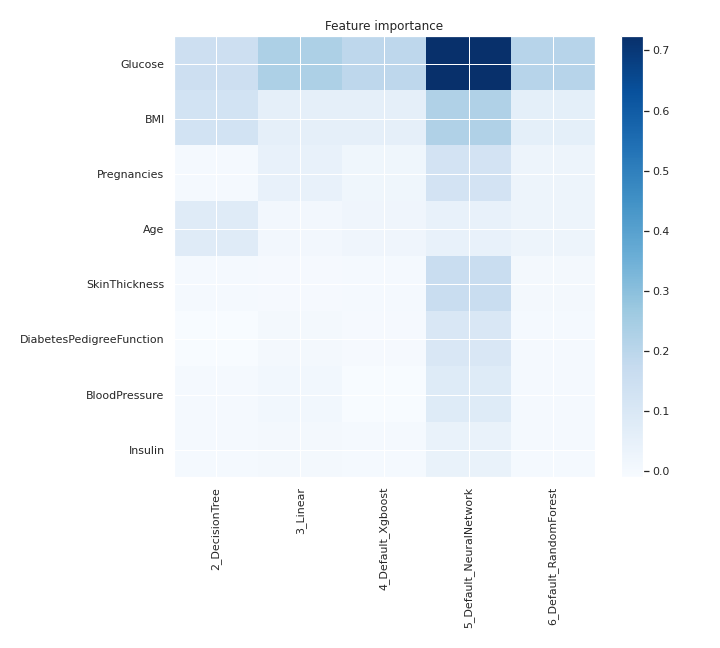 Feature importance
Glucose
BMI
Pregnancies
Age
SkinThickness
DiabetesPedigreeFunction
BloodPressure
Insulin
2_DecisionTree
3_Linear
4_Default_Xgboost
5_Default_NeuralNetwork
6_Default_RandomForest
0.7
0.6
0.5
0.4
0.3
0.2
0.1
0.0